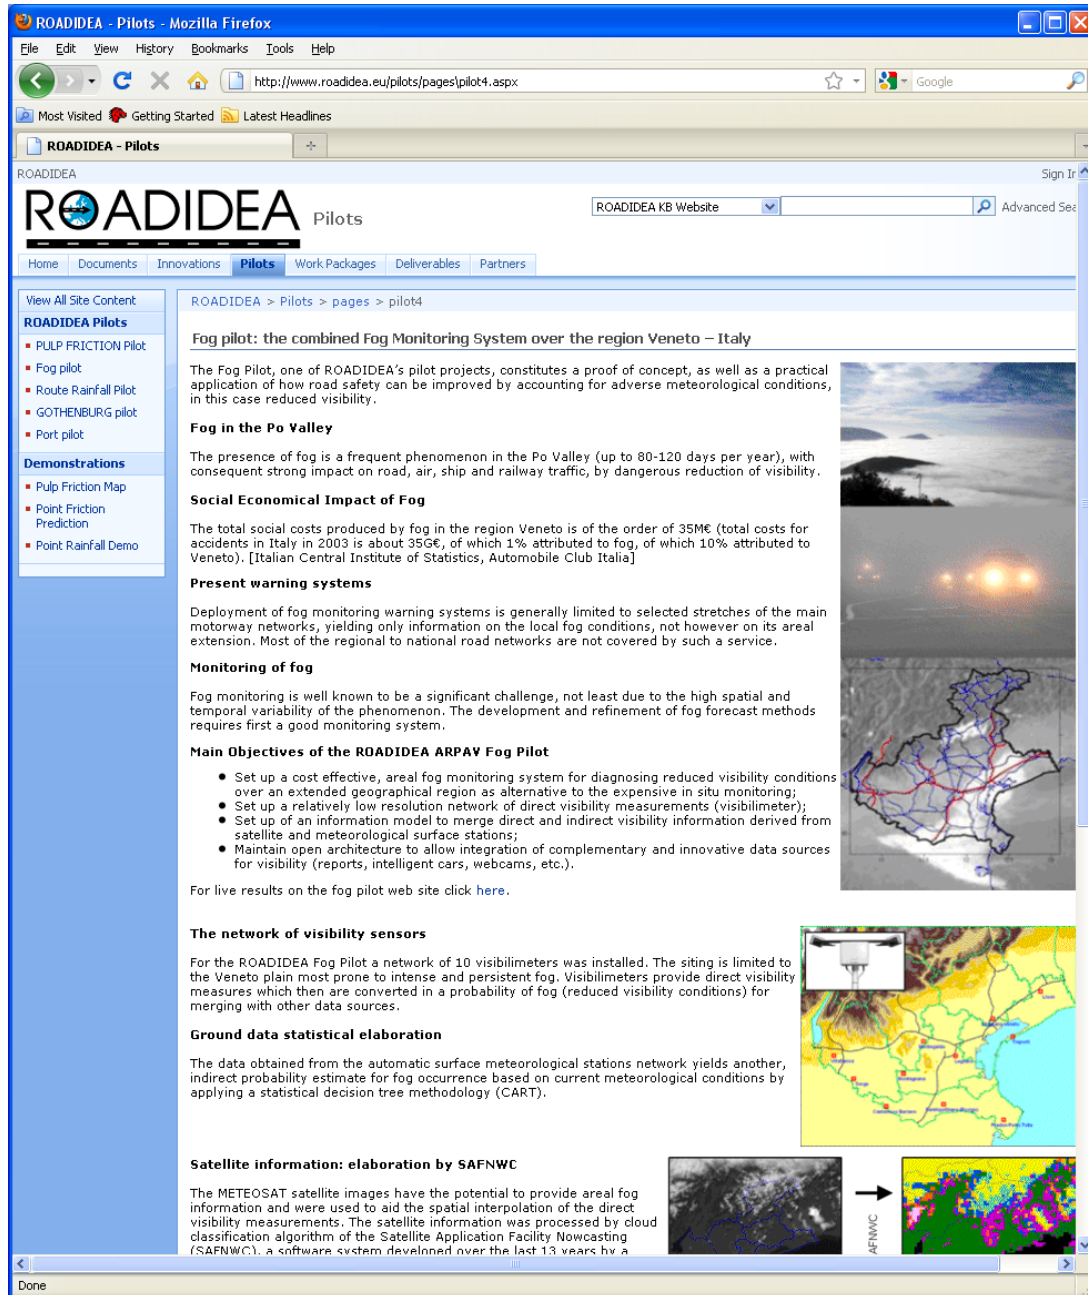 ROADIDEA - Pilots - Mozilla Firefox
File Edit View History Bookmarks Tools Help
http://www.roadidea.eu/pilots/pages\pilot4.aspx
Google
Most Visited Getting Started Latest Headlines
ROADIDEA - Pilots
ROADIDEA
Sign In
ROADIDEA Pilots
ROADIDEA KB Website
Advanced Sea
Home Documents Innovations Pilots Work Packages Deliverables Partners
View All Site Content
ROADIDEA Pilots
PULP FRICTION Pilot
Fog pilot
Route Rainfall Pilot
GOTHENBURG pilot
Port pilot
Demonstrations
Pulp Friction Map
Point Friction
Prediction
Point Rainfall Demo
ROADIDEA > Pilots > pages > pilot4
Fog pilot: the combined Fog Monitoring System over the region Veneto – Italy
The Fog Pilot, one of ROADIDEA's pilot projects, constitutes a proof of concept, as well as a practical
application of how road safety can be improved by accounting for adverse meteorological conditions,
in this case reduced visibility.
Fog in the Po Valley
The presence of fog is a frequent phenomenon in the Po Valley (up to 80-120 days per year), with
consequent strong impact on road, air, ship and railway traffic, by dangerous reduction of visibility.
Social Economical Impact of Fog
The total social costs produced by fog in the region Veneto is of the order of 35M€ (total costs for
accidents in Italy in 2003 is about 35G€, of which 1% attributed to fog, of which 10% attributed to
Veneto). [Italian Central Institute of Statistics, Automobile Club Italia]
Present warning systems
Deployment of fog monitoring warning systems is generally limited to selected stretches of the main
motorway networks, yielding only information on the local fog conditions, not however on its areal
extension. Most of the regional to national road networks are not covered by such a service.
Monitoring of fog
Fog monitoring is well known to be a significant challenge, not least due to the high spatial and
temporal variability of the phenomenon. The development and refinement of fog forecast methods
requires first a good monitoring system.
Main Objectives of the ROADIDEA ARPAV Fog Pilot
● Set up a cost effective, areal fog monitoring system for diagnosing reduced visibility conditions
over an extended geographical region as alternative to the expensive in situ monitoring;
● Set up a relatively low resolution network of direct visibility measurements (visibilimeter);
● Set up of an information model to merge direct and indirect visibility information derived from
satellite and meteorological surface stations;
● Maintain open architecture to allow integration of complementary and innovative data sources
for visibility (reports, intelligent cars, webcams, etc.).
For live results on the fog pilot web site click here.
The network of visibility sensors
For the ROADIDEA Fog Pilot a network of 10 visibilimeters was installed. The siting is limited to
the Veneto plain most prone to intense and persistent fog. Visibilimeters provide direct visibility
measures which then are converted in a probability of fog (reduced visibility conditions) for
merging with other data sources.
Ground data statistical elaboration
The data obtained from the automatic surface meteorological stations network yields another,
indirect probability estimate for fog occurrence based on current meteorological conditions by
applying a statistical decision tree methodology (CART).
Satellite information: elaboration by SAFNWC
The METEOSAT satellite images have the potential to provide areal fog
information and were used to aid the spatial interpolation of the direct
visibility measurements. The satellite information was processed by cloud
classification algorithm of the Satellite Application Facility Nowcasting
(SAFNWC), a software system developed over the last 13 years by a
AFNWC
Done